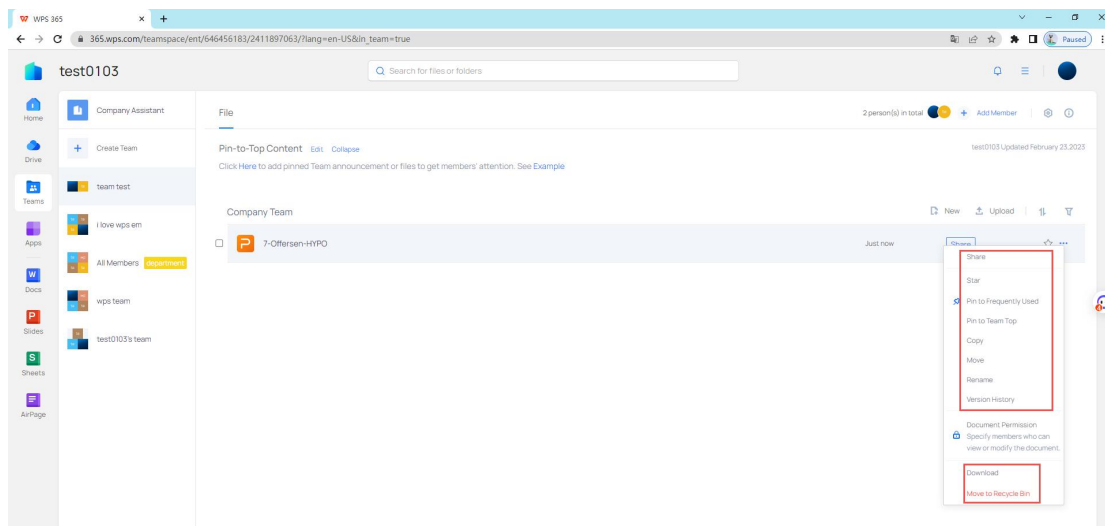 WPS 365
365.wps.com/teamspace/ent/646456183/2411897063/?lang=en-US&in_team=true
Paused
test0103
Search for files or folders
Home
Drive
Teams
Apps
Docs
Slides
Sheets
AirPage
Company Assistant
Create Team
team test
i love wps em
All Members department
wps team
test0103's team
File
2 person(s) in total
+ Add Member
Pin-to-Top Content Edit Collapse
test0103 Updated February 23,2023
Click Here to add pinned Team announcement or files to get members' attention. See Example
Company Team
New Upload
7-Offersen-HYPO
Just now
Share
Share
Star
Pin to Frequently Used
Pin to Team Top
Copy
Move
Rename
Version History
Document Permission
Specify members who can
view or modify the document.
Download
Move to Recycle Bin